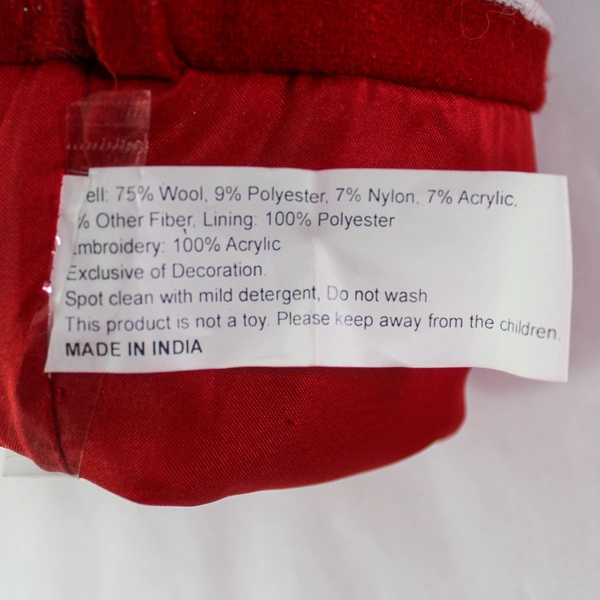 ell: 75% Wool, 9% Polyester, 7% Nylon, 7% Acrylic,
% Other Fiber, Lining: 100% Polyester
mbroidery: 100% Acrylic
Exclusive of Decoration.
Spot clean with mild detergent, Do not wash.
This product is not a toy. Please keep away from the children.
MADE IN INDIA